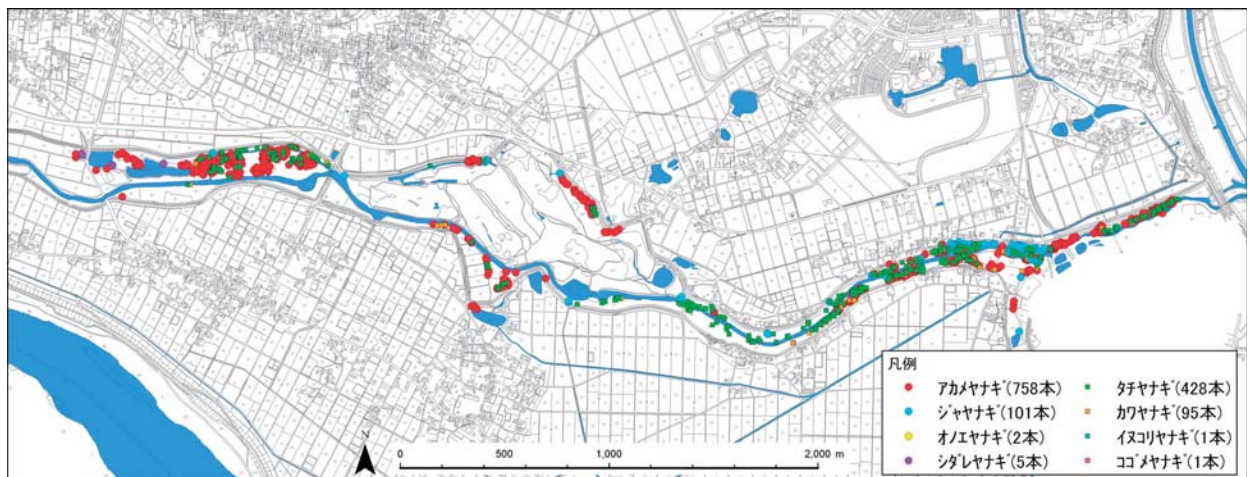 凡例
アカメヤナギ(758本) タチヤナギ(428本)
ジャヤナギ(101本) カワヤナギ(95本)
オノエヤナギ(2本) イヌコリヤナギ(1本)
シダレヤナギ(5本) コゴメヤナギ(1本)
N
0 500 1,000 2,000 m